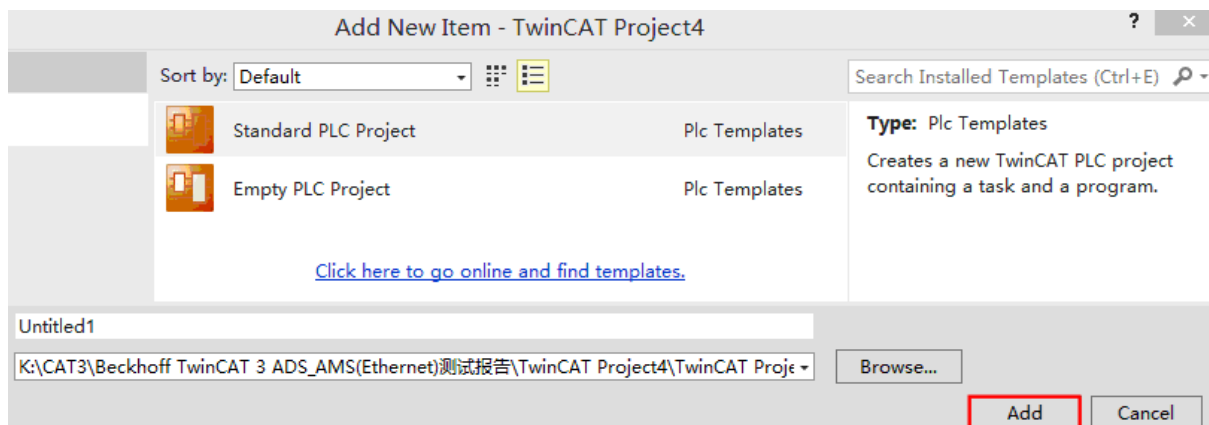 Add New Item - TwinCAT Project4
?
Sort by: Default
Search Installed Templates (Ctrl+E)
Standard PLC Project Plc Templates
Type: Plc Templates
Creates a new TwinCAT PLC project
containing a task and a program.
Empty PLC Project Plc Templates
Click here to go online and find templates.
Untitled1
K:\CAT3\Beckhoff TwinCAT 3 ADS_AMS(Ethernet)测试报告\TwinCAT Project4\TwinCAT Proje
Browse...
Add Cancel